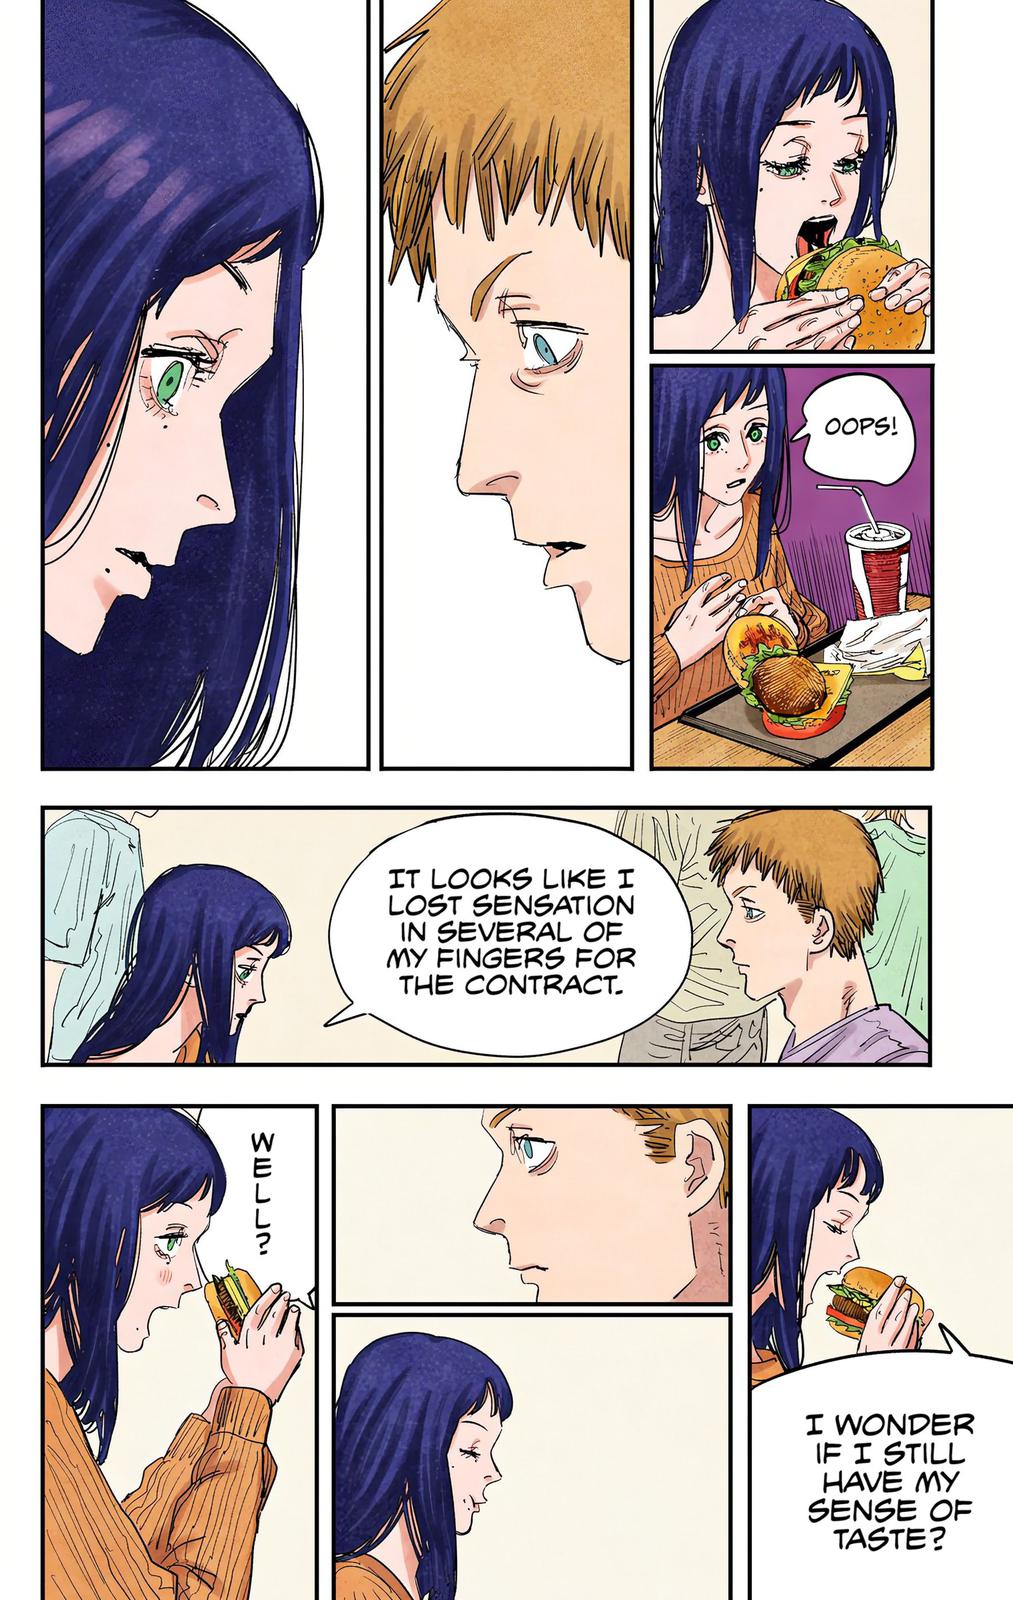 OOPS!
IT LOOKS LIKE I
LOST SENSATION
IN SEVERAL OF
MY FINGERS FOR
THE CONTRACT.
WELL?
I WONDER
IF I STILL
HAVE MY
SENSE OF
TASTE?